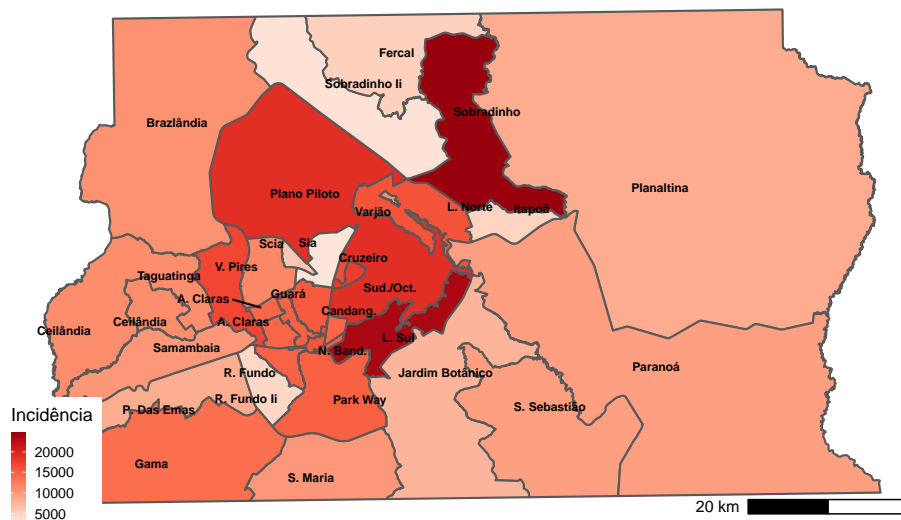 Fercal
Sobradinho Ii
Sobradinho
Brazlândia
Planaltina
Plano Piloto
L. Norte
Itapoã
Varjão
Scia
Sia
Cruzeiro
V. Pires
Taguatinga
Guará
Sud./Oct.
A. Claras
Candang.
Ceilândia
Ceilândia
A. Claras
L. Sul
Samambaia
N. Band.
R. Fundo
Jardim Botânico
Paranoá
R. Fundo Ii
Park Way
P. Das Emas
S. Sebastião
Gama
S. Maria
Incidência
20000
15000
10000
5000
20 km